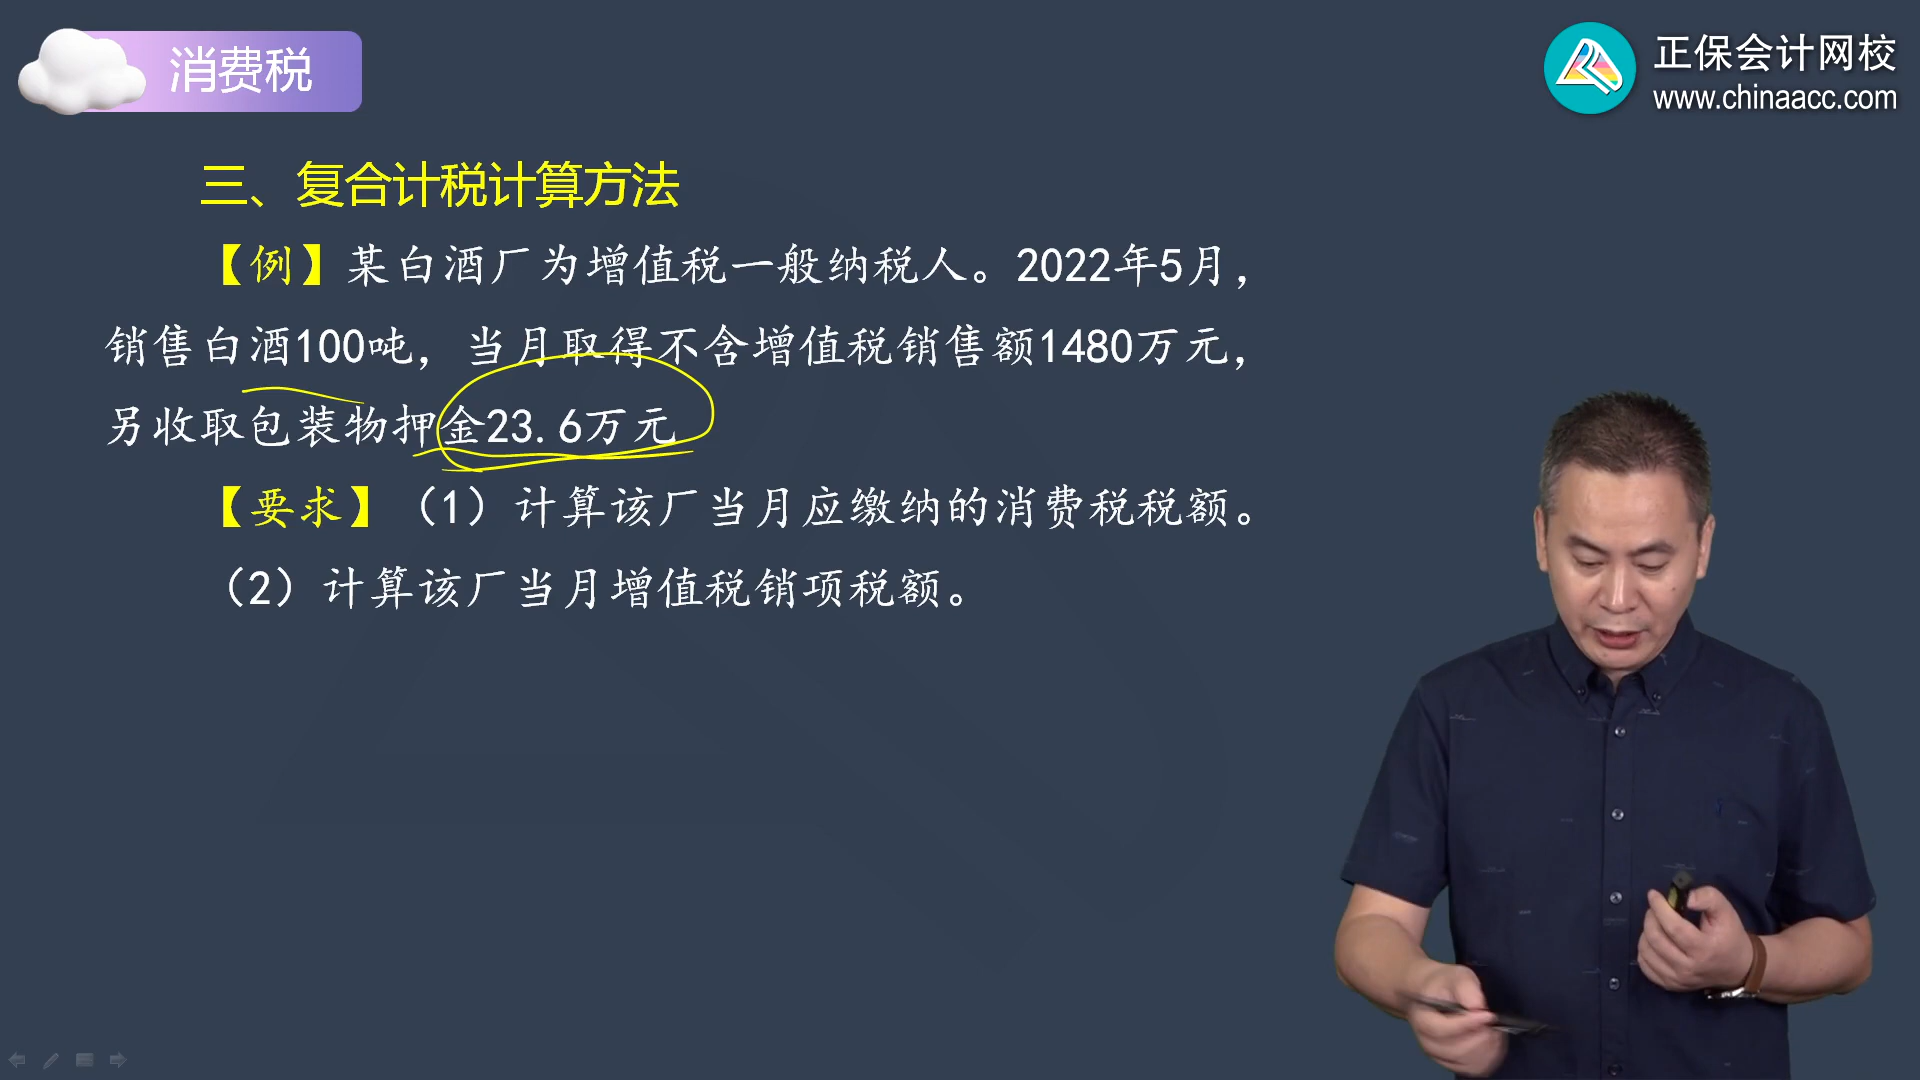 消费税
正保会计网校
www.chinaacc.com
三、复合计税计算方法
【例】某白酒厂为增值税一般纳税人。2022年5月，
销售白酒100吨，当月取得不含增值税销售额1480万元，
另收取包装物押金23.6万元
【要求】（1）计算该厂当月应缴纳的消费税税额。
（2）计算该厂当月增值税销项税额。